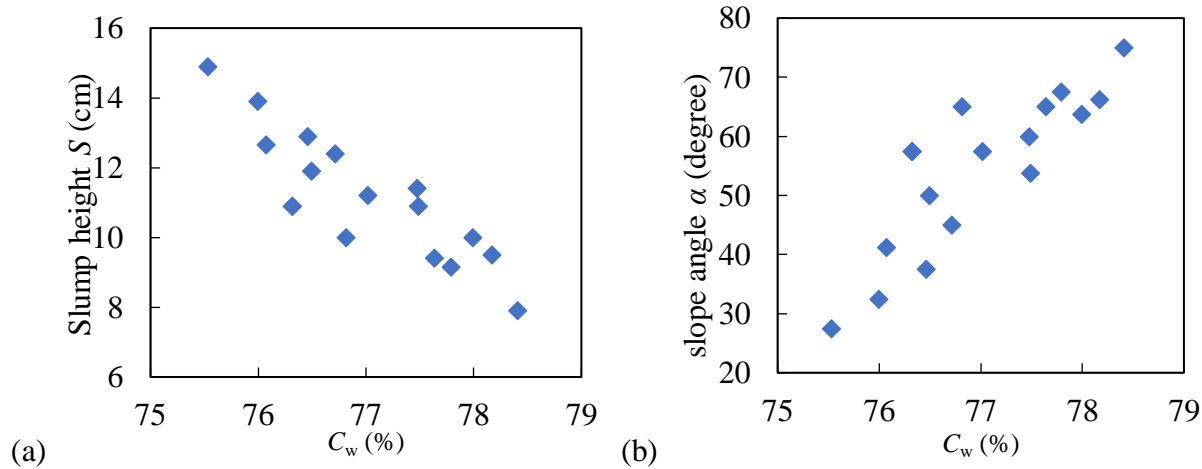 16
14
12
10
8
6
Slump height S (cm)
75 76 77 78 79
(a)
Cw (%)
80
70
60
50
40
30
20
slope angle α (degree)
75 76 77 78 79
(b)
Cw (%)